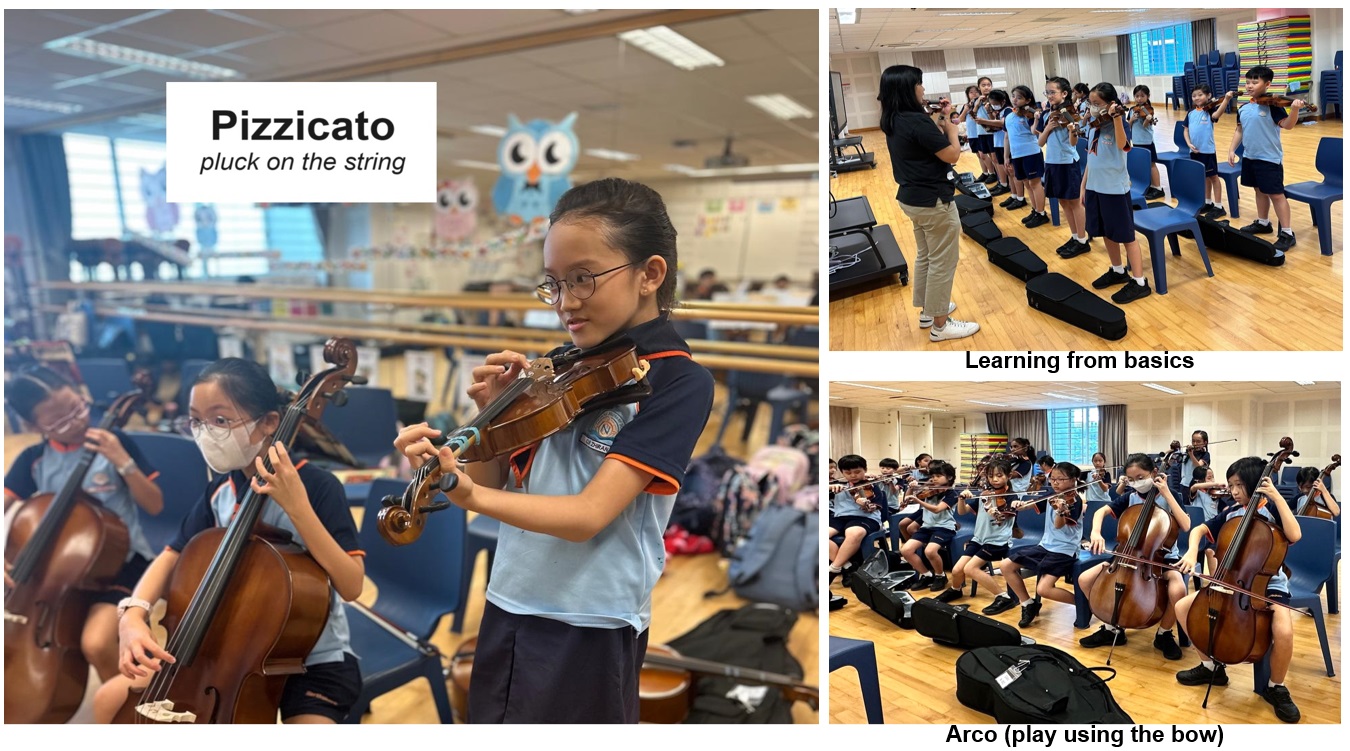 Pizzicato
pluck on the string
Learning from basics
Arco (play using the bow)